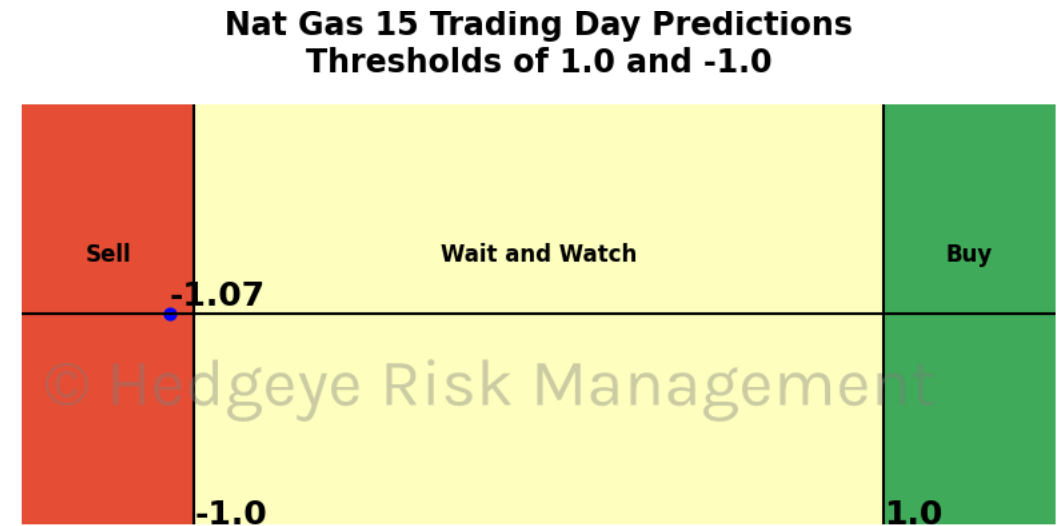 Nat Gas 15 Trading Day Predictions
Thresholds of 1.0 and -1.0
Sell
Wait and Watch
Buy
-1.07
© Hedgeye Risk Management
-1.0
1.0